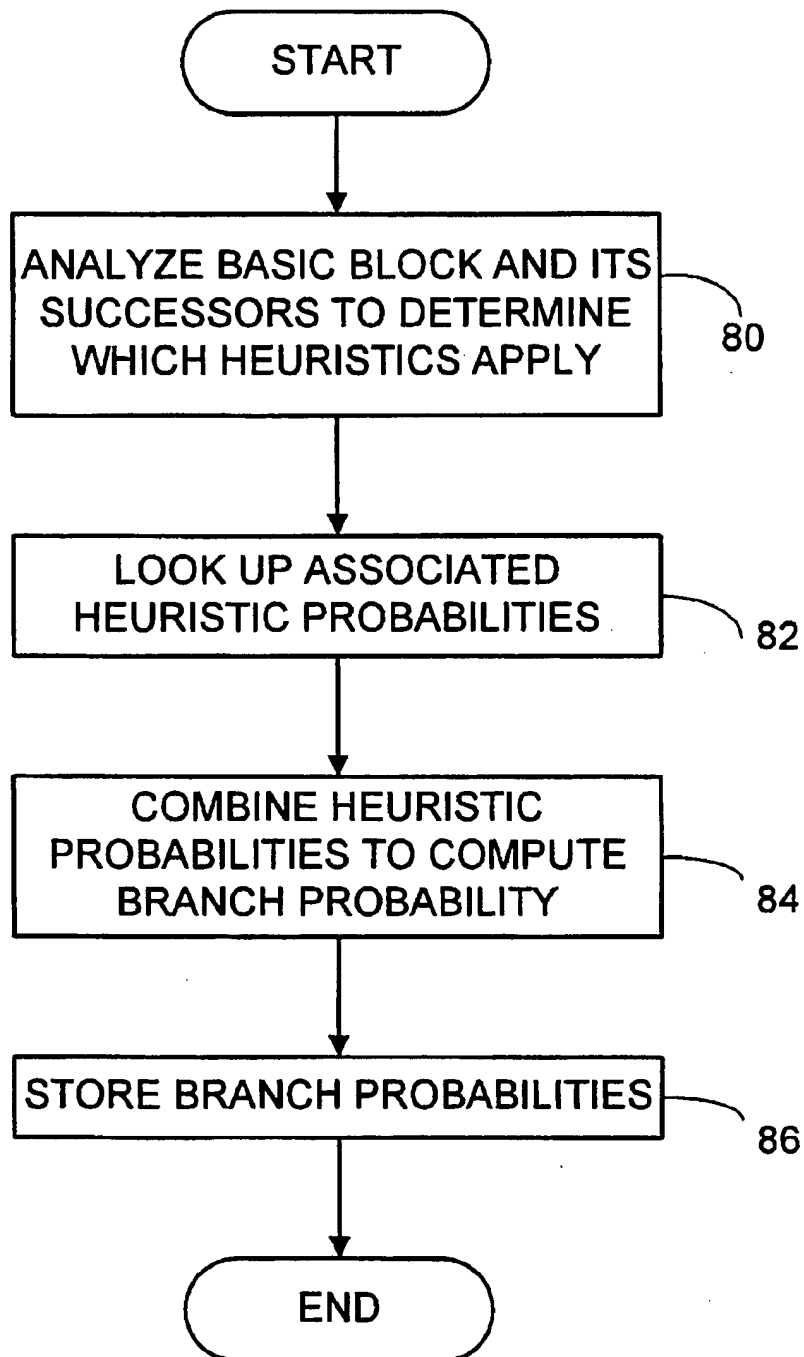 START
ANALYZE BASIC BLOCK AND ITS
SUCCESSORS TO DETERMINE
WHICH HEURISTICS APPLY
80
LOOK UP ASSOCIATED
HEURISTIC PROBABILITIES
82
COMBINE HEURISTIC
PROBABILITIES TO COMPUTE
BRANCH PROBABILITY
84
STORE BRANCH PROBABILITIES
86
END